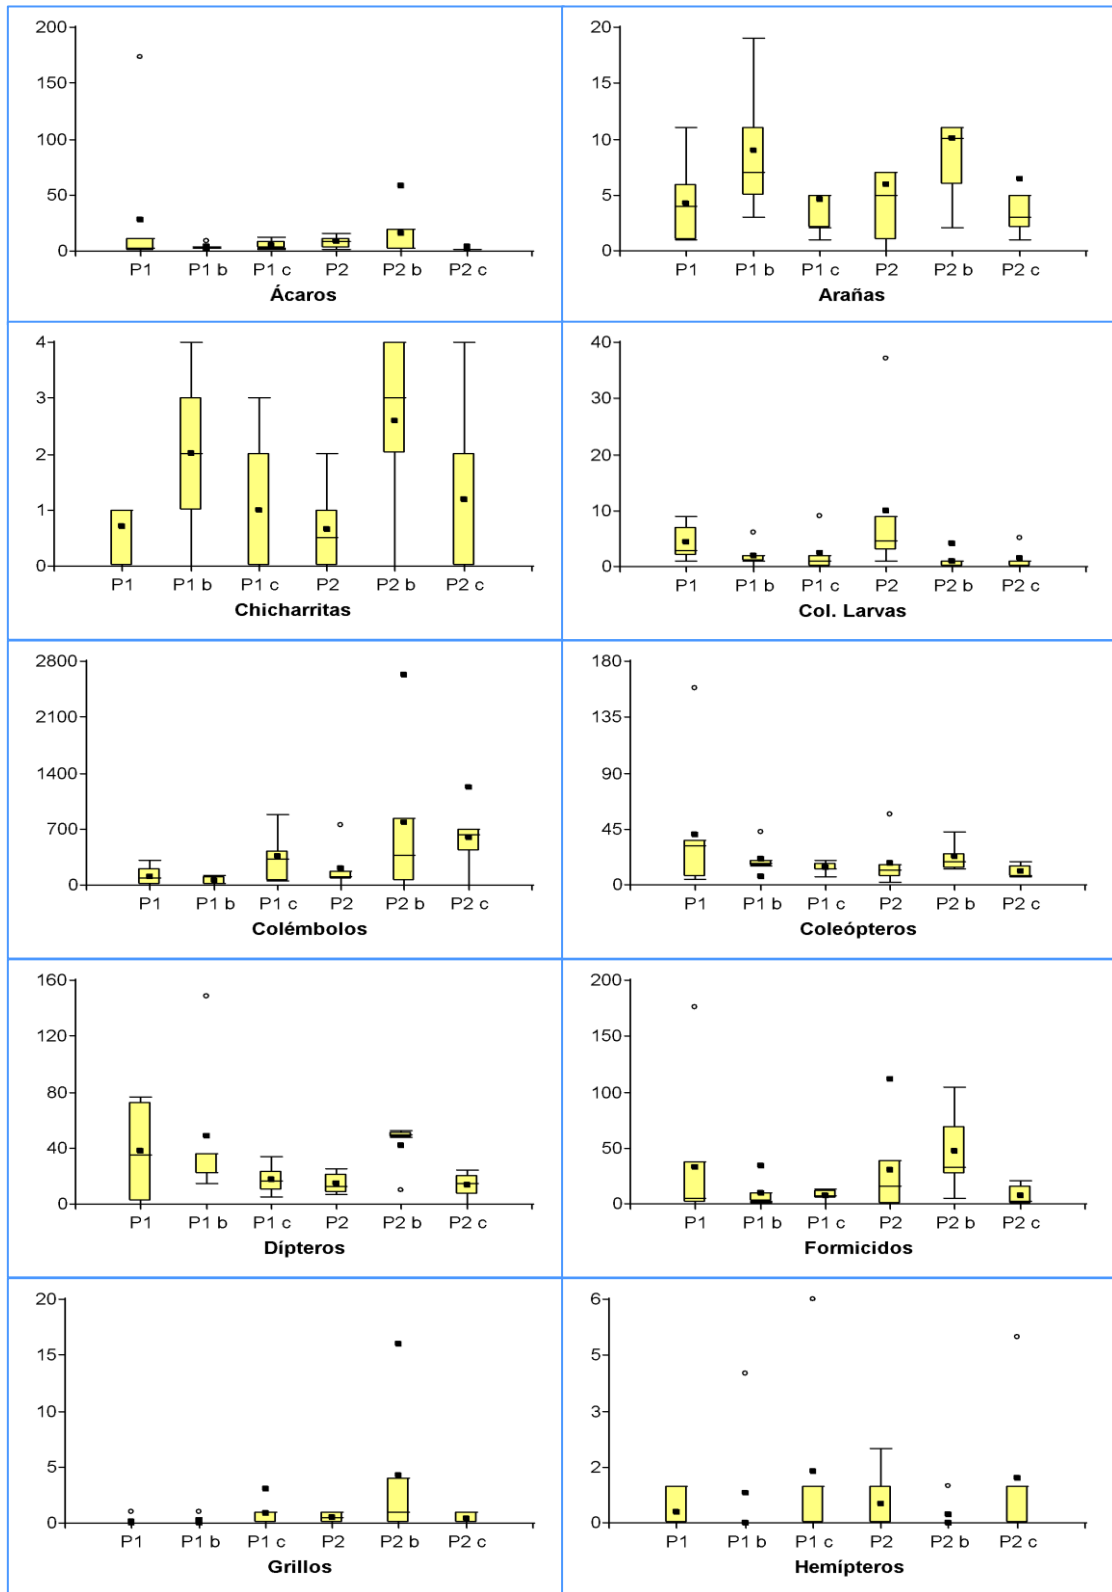 200
150
100
50
0
P1 P1 b P1 c P2 P2 b P2 c
Ácaros
20
15
10
5
0
P1 P1 b P1 c P2 P2 b P2 c
Arañas
4
3
2
1
0
P1 P1 b P1 c P2 P2 b P2 c
Chicharritas
40
30
20
10
0
P1 P1 b P1 c P2 P2 b P2 c
Col. Larvas
2800
2100
1400
700
0
P1 P1 b P1 c P2 P2 b P2 c
Colémbolos
180
135
90
45
0
P1 P1 b P1 c P2 P2 b P2 c
Coleópteros
160
120
80
40
0
P1 P1 b P1 c P2 P2 b P2 c
Dípteros
200
150
100
50
0
P1 P1 b P1 c P2 P2 b P2 c
Formicidos
20
15
10
5
0
P1 P1 b P1 c P2 P2 b P2 c
Grillos
6
5
3
2
0
P1 P1 b P1 c P2 P2 b P2 c
Hemípteros